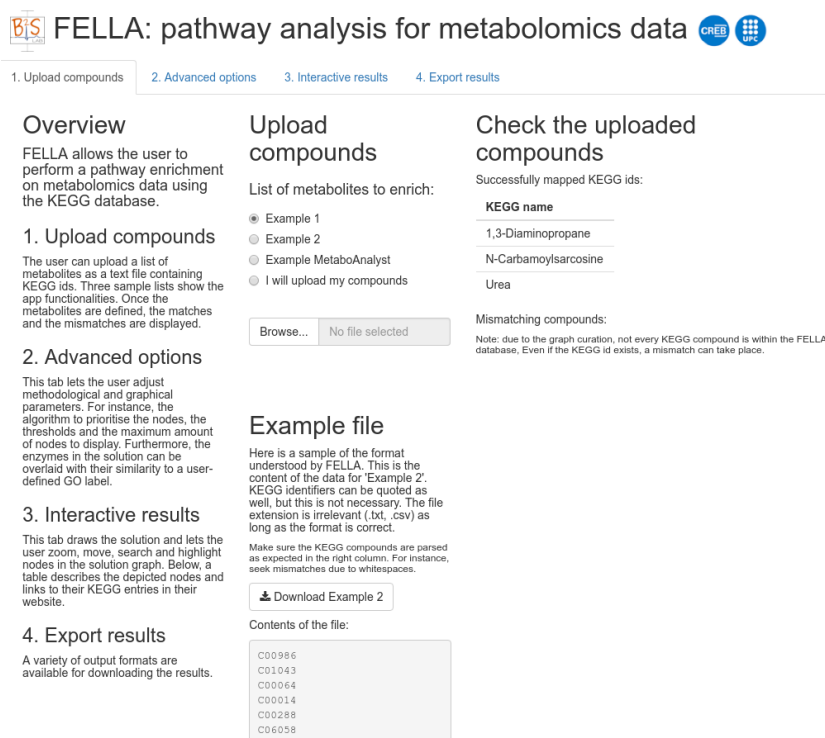 B2S
LABS
FELLA: pathway analysis for metabolomics data
CREB
UPC
1. Upload compounds
2. Advanced options
3. Interactive results
4. Export results
Overview
FELLA allows the user to
perform a pathway enrichment
on metabolomics data using
the KEGG database.
1. Upload compounds
The user can upload a list of
metabolites as a text file containing
KEGG ids. Three sample lists show the
app functionalities. Once the
metabolites are defined, the matches
and the mismatches are displayed.
2. Advanced options
This tab lets the user adjust
methodological and graphical
parameters. For instance, the
algorithm to prioritise the nodes, the
thresholds and the maximum amount
of nodes to display. Furthermore, the
enzymes in the solution can be
overlaid with their similarity to a user-
defined GO label.
3. Interactive results
This tab draws the solution and lets the
user zoom, move, search and highlight
nodes in the solution graph. Below, a
table describes the depicted nodes and
links to their KEGG entries in their
website.
4. Export results
A variety of output formats are
available for downloading the results.
Upload
compounds
List of metabolites to enrich:
Example 1
Example 2
Example MetaboAnalyst
I will upload my compounds
Browse...
No file selected
Example file
Here is a sample of the format
understood by FELLA. This is the
content of the data for 'Example 2'.
KEGG identifiers can be quoted as
well, but this is not necessary. The file
extension is irrelevant (.txt, .csv) as
long as the format is correct.
Make sure the KEGG compounds are parsed
as expected in the right column. For instance,
seek mismatches due to whitespaces.
Download Example 2
Contents of the file:
C00986
C01043
C00064
C00014
C00288
C06058
Check the uploaded
compounds
Successfully mapped KEGG ids:
KEGG name
1,3-Diaminopropane
N-Carbamoylsarcosine
Urea
Mismatching compounds:
Note: due to the graph curation, not every KEGG compound is within the FELLA
database, Even if the KEGG id exists, a mismatch can take place.